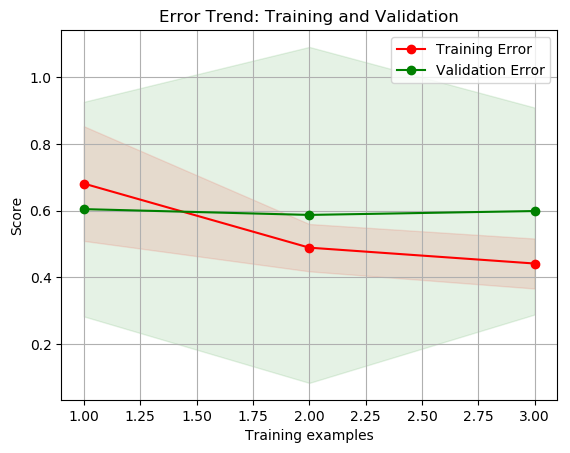 Error Trend: Training and Validation
Training Error
Validation Error
Score
1.0
0.8
0.6
0.4
0.2
1.00 1.25 1.50 1.75 2.00 2.25 2.50 2.75 3.00
Training examples